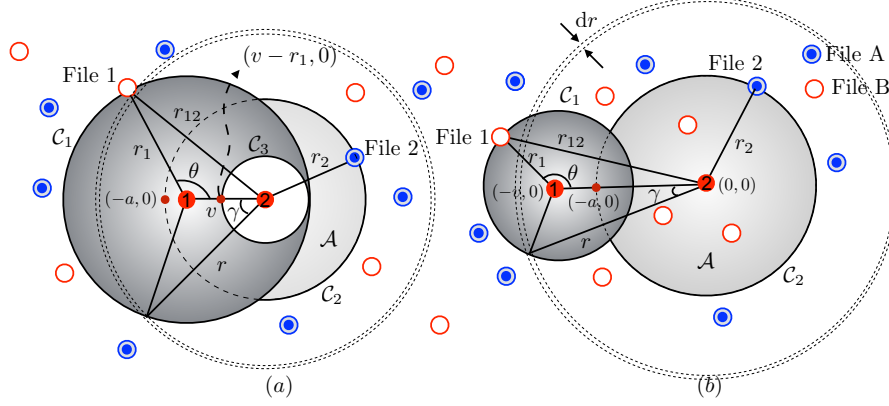 (v − r₁, 0)
File 1
𝒞₁
r₁₂
r₁
θ
𝒞₃
r₂
File 2
(−a, 0)
1
v
γ
2
𝒜
r
𝒞₂
(a)
dr
File 2
File A
File B
𝒞₁
File 1
r₁₂
r₁
θ
r₂
(−v, 0)
1
(−a, 0)
γ
2
(0, 0)
r
𝒜
𝒞₂
(b)